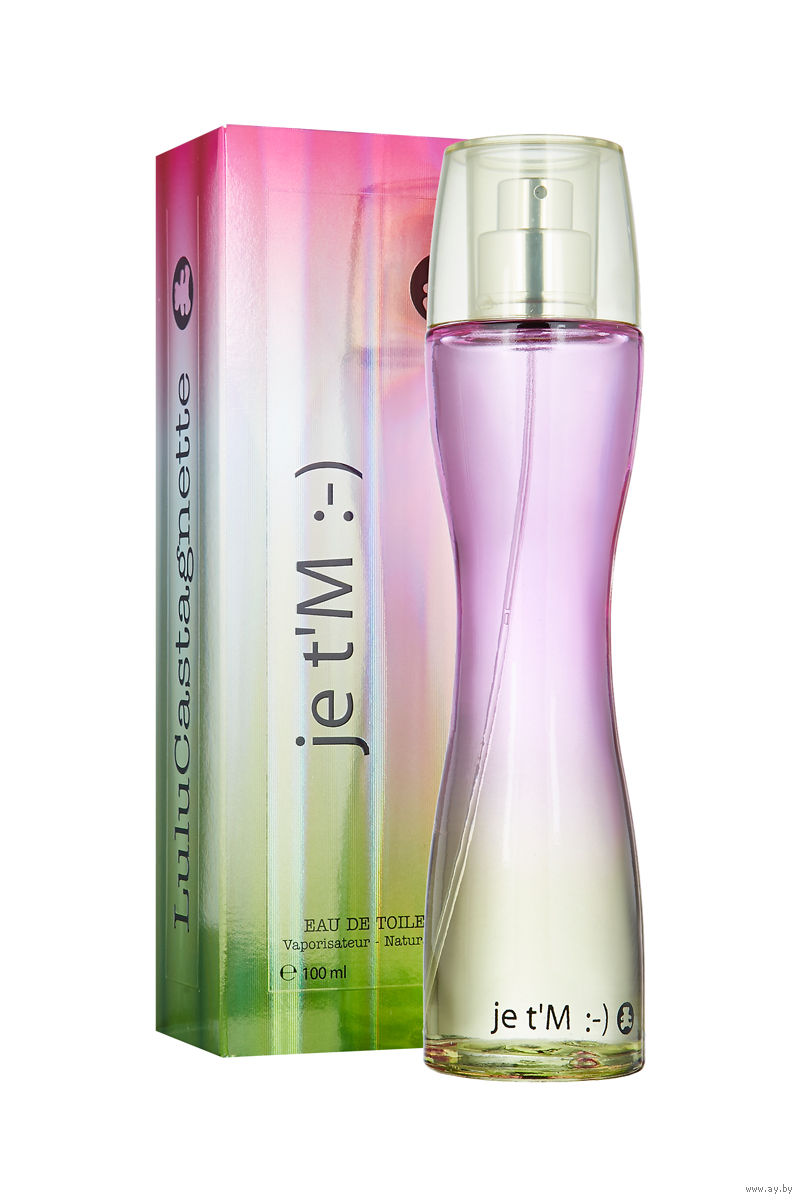 LuluCastagnette
je t'M :-)
EAU DE TOILE
Vaporisateur - Natur
℮ 100 ml
je t'M :-)
www.ay.by